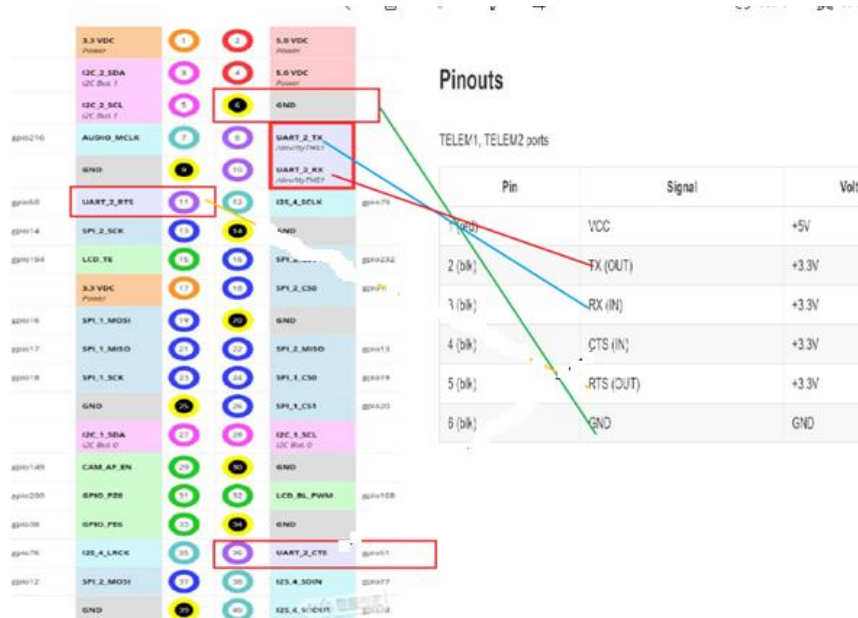 3.3 VDC
Power
1
2
5.0 VDC
Power
I2C_2_SDA
I2C Bus 1
3
4
5.0 VDC
Power
I2C_2_SCL
I2C Bus 1
5
6
GND
gpio216
AUDIO_MCLK
7
8
UART_2_TX
/dev/ttyTHS1
GND
9
10
UART_2_RX
/dev/ttyTHS1
gpio50
UART_2_RTS
11
12
I2S_4_SCLK
gpio79
gpio14
SPI_2_SCK
13
14
GND
gpio194
LCD_TE
15
16
gpio232
3.3 VDC
Power
17
18
SPI_2_CS0
gpio16
SPI_1_MOSI
19
20
GND
gpio17
SPI_1_MISO
21
22
SPI_2_MISO
gpio13
gpio18
SPI_1_SCK
23
24
SPI_1_CS0
gpio19
GND
25
26
SPI_1_CS1
gpio20
I2C_1_SDA
I2C Bus 0
27
28
I2C_1_SCL
I2C Bus 0
gpio149
CAM_AF_EN
29
30
GND
gpio200
GPIO_PZ0
31
32
LCD_BL_PWM
gpio168
gpio38
GPIO_PE6
33
34
GND
gpio76
I2S_4_LRCK
35
36
UART_2_CTS
gpio51
gpio12
SPI_2_MOSI
37
38
I2S_4_SDIN
gpio77
GND
39
40
I2S_4_SDOUT
Pinouts
TELEM1, TELEM2 ports
Pin Signal Volt
1 (red) VCC +5V
2 (blk) TX (OUT) +3.3V
3 (blk) RX (IN) +3.3V
4 (blk) CTS (IN) +3.3V
5 (blk) RTS (OUT) +3.3V
6 (blk) GND GND